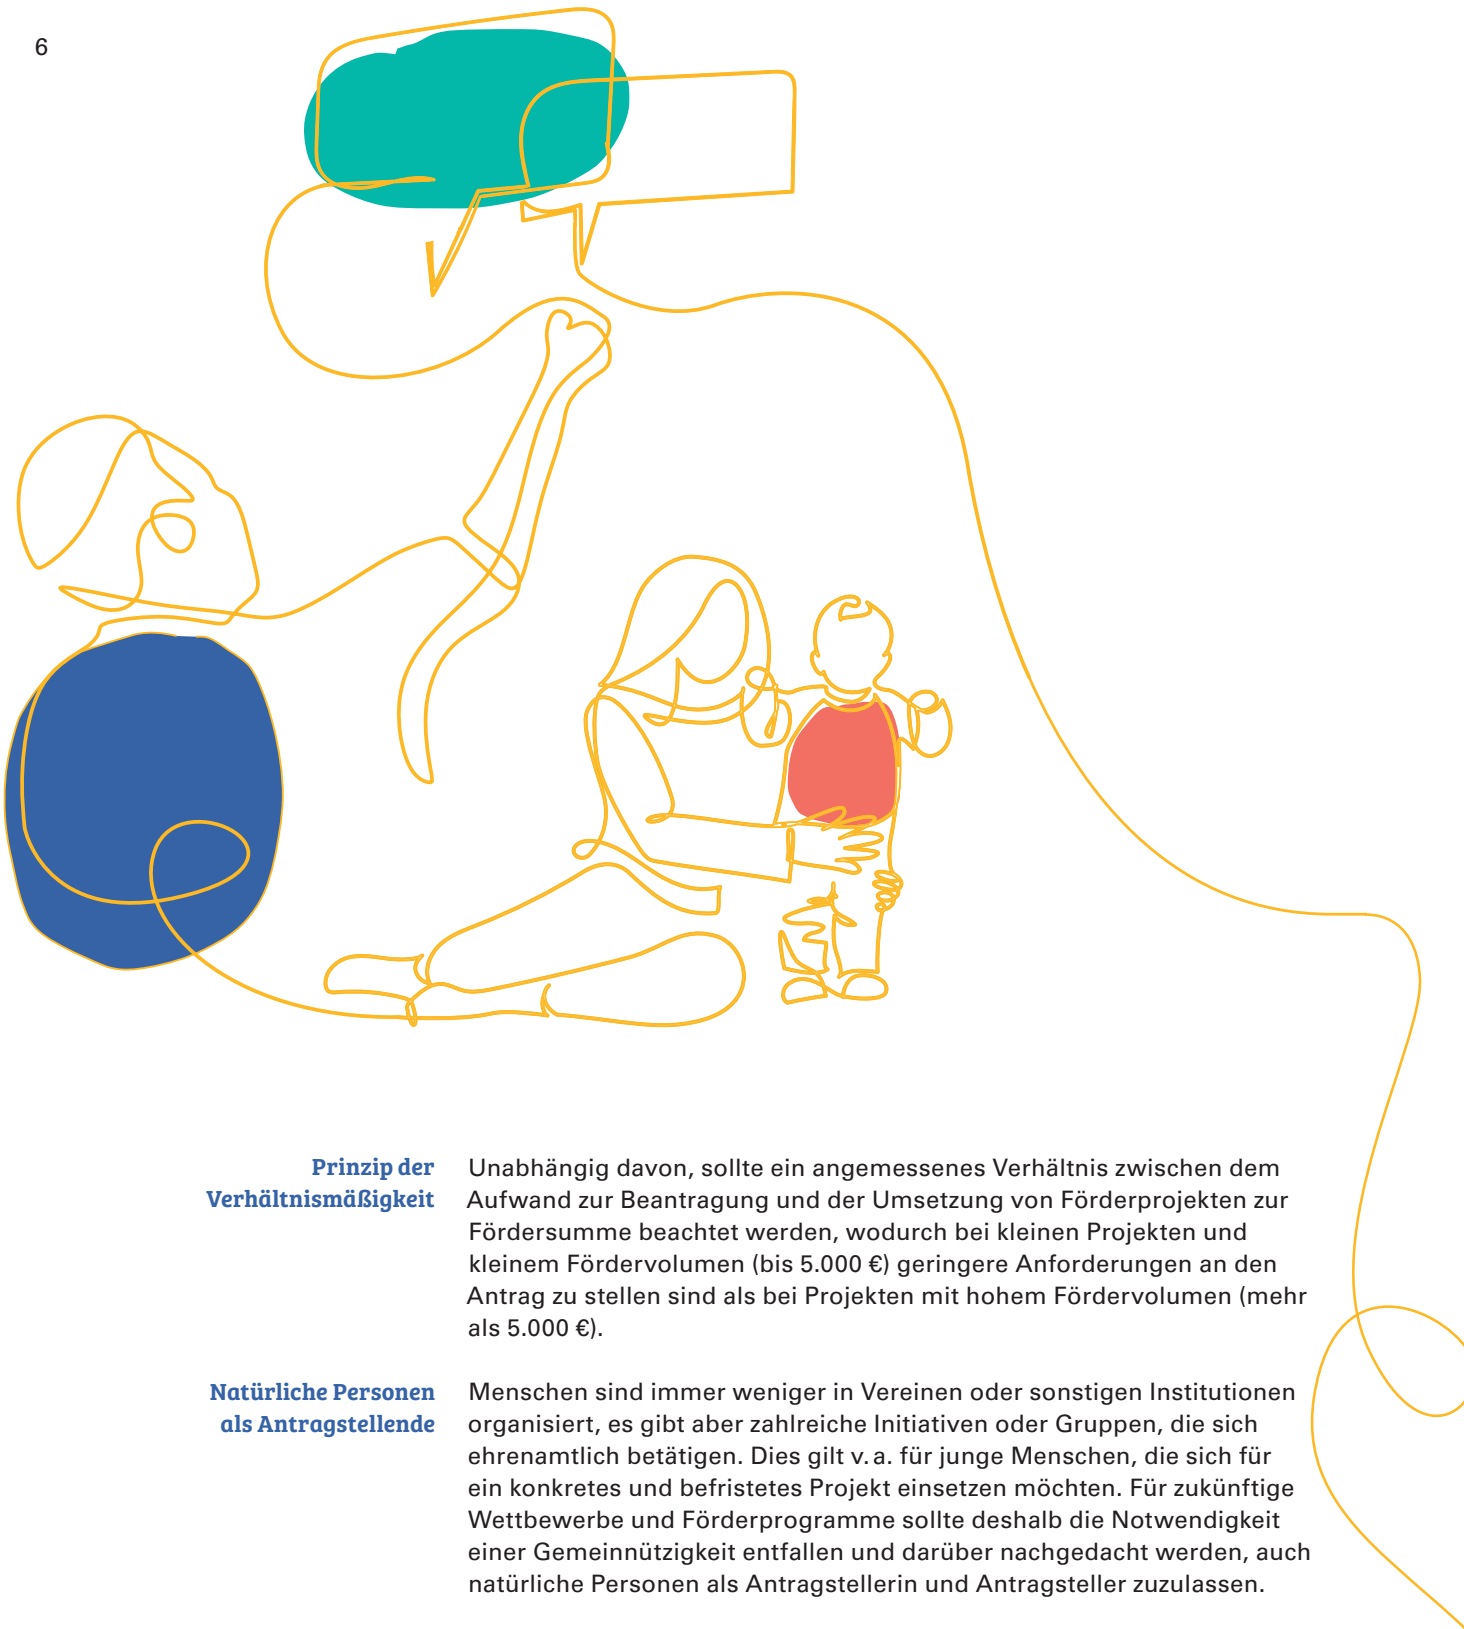 6
Prinzip der
Verhältnismäßigkeit
Unabhängig davon, sollte ein angemessenes Verhältnis zwischen dem
Aufwand zur Beantragung und der Umsetzung von Förderprojekten zur
Fördersumme beachtet werden, wodurch bei kleinen Projekten und
kleinem Fördervolumen (bis 5.000 €) geringere Anforderungen an den
Antrag zu stellen sind als bei Projekten mit hohem Fördervolumen (mehr
als 5.000 €).
Natürliche Personen
als Antragstellende
Menschen sind immer weniger in Vereinen oder sonstigen Institutionen
organisiert, es gibt aber zahlreiche Initiativen oder Gruppen, die sich
ehrenamtlich betätigen. Dies gilt v. a. für junge Menschen, die sich für
ein konkretes und befristetes Projekt einsetzen möchten. Für zukünftige
Wettbewerbe und Förderprogramme sollte deshalb die Notwendigkeit
einer Gemeinnützigkeit entfallen und darüber nachgedacht werden, auch
natürliche Personen als Antragstellerin und Antragsteller zuzulassen.